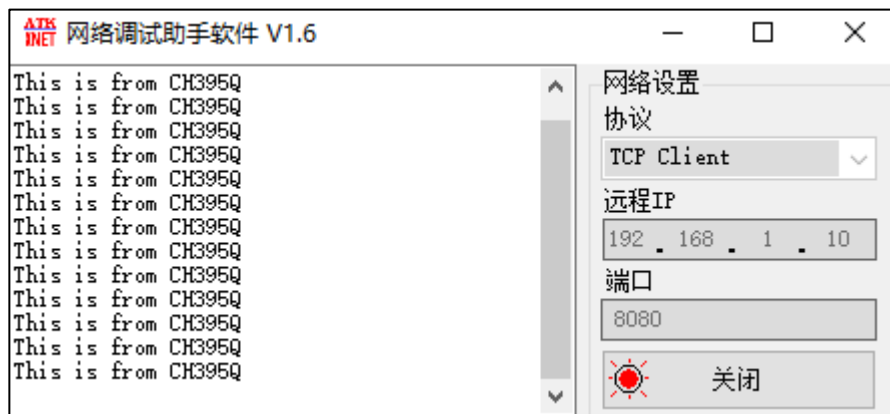 ATK
INET 网络调试助手软件 V1.6
This is from CH395Q
This is from CH395Q
This is from CH395Q
This is from CH395Q
This is from CH395Q
This is from CH395Q
This is from CH395Q
This is from CH395Q
This is from CH395Q
This is from CH395Q
This is from CH395Q
This is from CH395Q
This is from CH395Q
网络设置
协议
TCP Client
远程IP
192 . 168 . 1 . 10
端口
8080
关闭